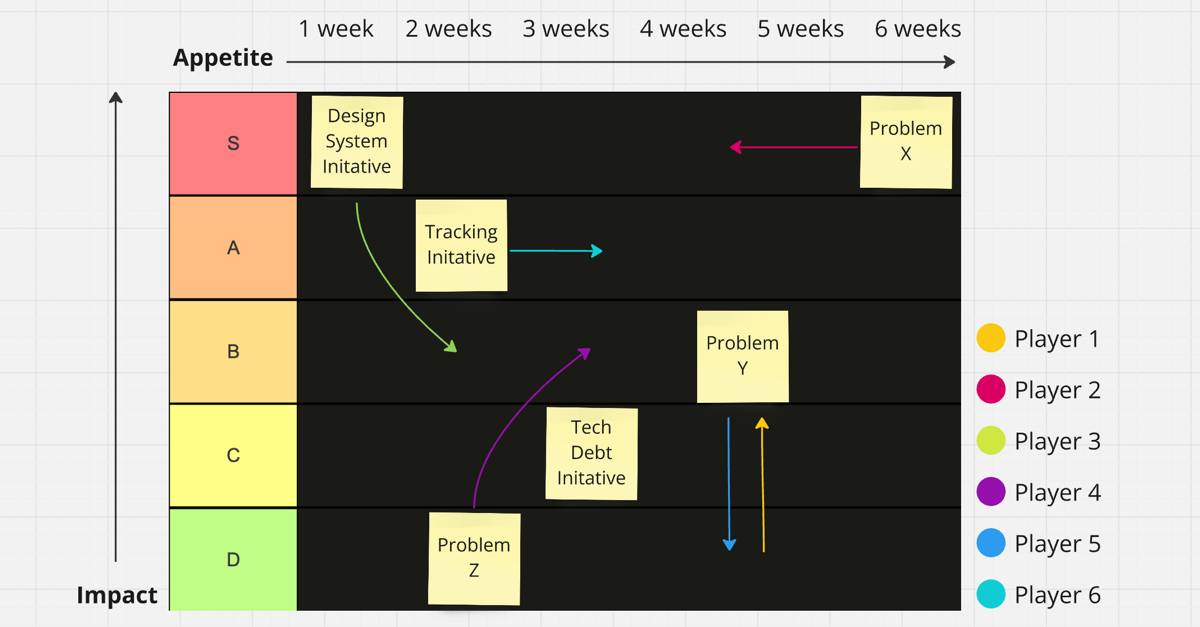 1 week 2 weeks 3 weeks 4 weeks 5 weeks 6 weeks
Appetite
S
Design
System
Initative
Problem
X
A
Tracking
Initative
B
Problem
Y
C
Tech
Debt
Initative
D
Problem
Z
Impact
Player 1
Player 2
Player 3
Player 4
Player 5
Player 6